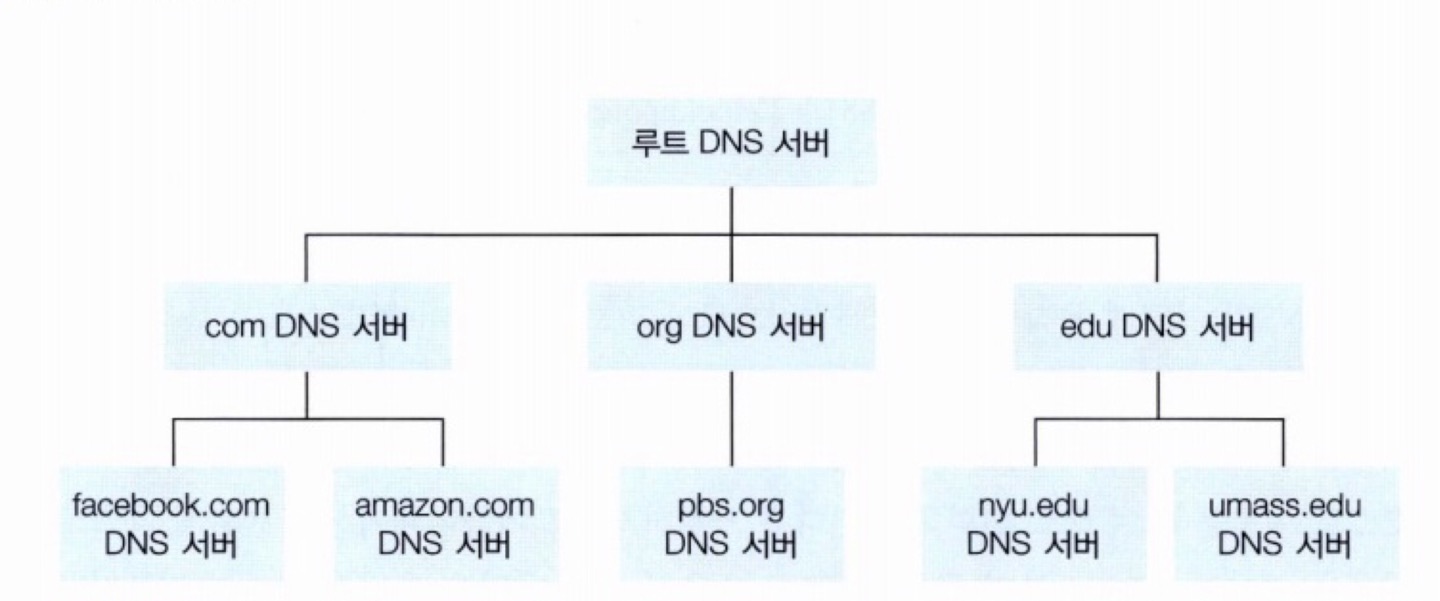 루트 DNS 서버
com DNS 서버
org DNS 서버
edu DNS 서버
facebook.com
DNS 서버
amazon.com
DNS 서버
pbs.org
DNS 서버
nyu.edu
DNS 서버
umass.edu
DNS 서버